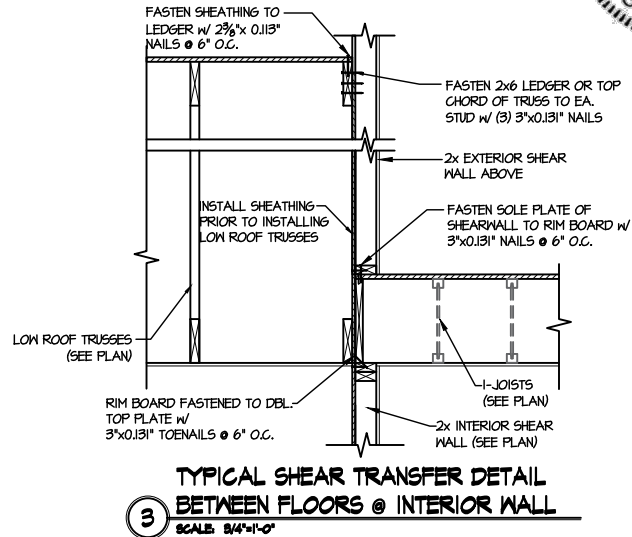 FASTEN SHEATHING TO
LEDGER w/ 2⅜"x 0.113"
NAILS @ 6" O.C.
FASTEN 2x6 LEDGER OR TOP
CHORD OF TRUSS TO EA.
STUD w/ (3) 3"x0.131" NAILS
2x EXTERIOR SHEAR
WALL ABOVE
INSTALL SHEATHING
PRIOR TO INSTALLING
LOW ROOF TRUSSES
FASTEN SOLE PLATE OF
SHEARWALL TO RIM BOARD w/
3"x0.131" NAILS @ 6" O.C.
LOW ROOF TRUSSES
(SEE PLAN)
RIM BOARD FASTENED TO DBL.
TOP PLATE w/
3"x0.131" TOENAILS @ 6" O.C.
I-JOISTS
(SEE PLAN)
2x INTERIOR SHEAR
WALL (SEE PLAN)
3
TYPICAL SHEAR TRANSFER DETAIL
BETWEEN FLOORS @ INTERIOR WALL
SCALE: 3/4"=1'-0"